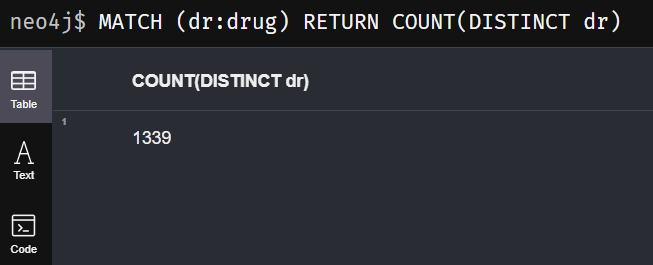 neo4j$ MATCH (dr:drug) RETURN COUNT(DISTINCT dr)
COUNT(DISTINCT dr)
Table
1
1339
Text
Code